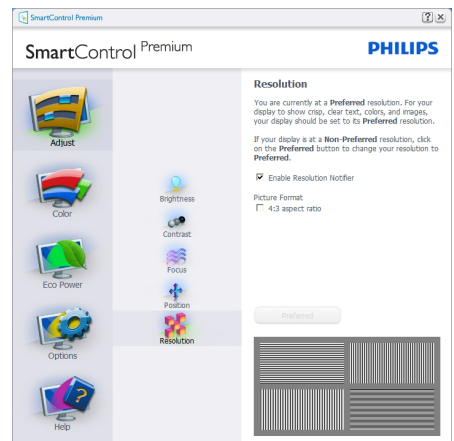 SmartControl Premium
? ×
SmartControl Premium
PHILIPS
Adjust
Color
Eco Power
Options
Help
Brightness
Contrast
Focus
Position
Resolution
Resolution
You are currently at a Preferred resolution. For your
display to show crisp, clear text, colors, and images,
your display should be set to its Preferred resolution.
If your display is at a Non-Preferred resolution, click
on the Preferred button to change your resolution to
Preferred.
Enable Resolution Notifier
Picture Format
4:3 aspect ratio
Preferred